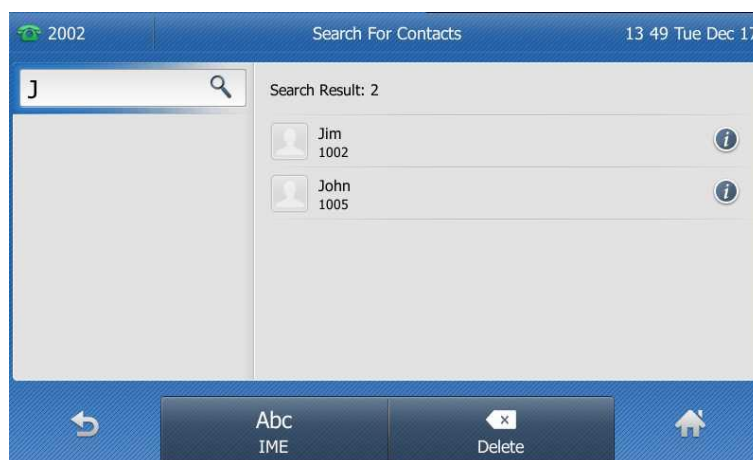 2002
Search For Contacts
13 49 Tue Dec 17
J
Search Result: 2
Jim
1002
John
1005
Abc
IME
Delete